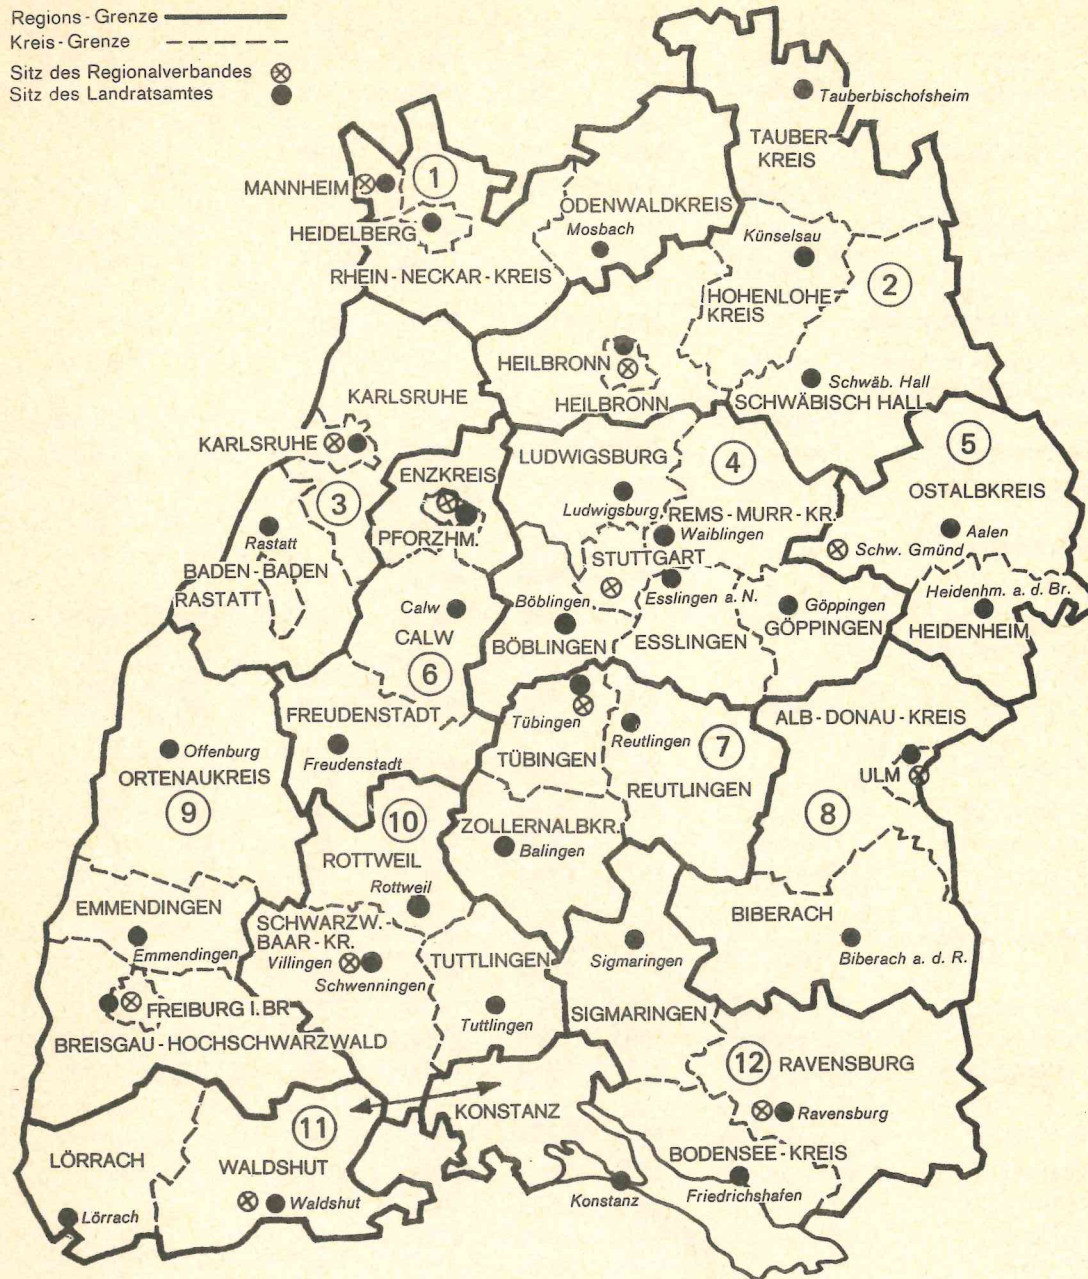 Regions-Grenze
Kreis-Grenze
Sitz des Regionalverbandes
Sitz des Landratsamtes
Tauberbischofsheim
TAUBER
KREIS
1
MANNHEIM
ODENWALDKREIS
Mosbach
HEIDELBERG
RHEIN-NECKAR-KREIS
Künselsau
2
HOHENLOHE
KREIS
HEILBRONN
HEILBRONN
Schwäb. Hall
SCHWÄBISCH HALL
KARLSRUHE
KARLSRUHE
LUDWIGSBURG
Ludwigsburg
4
5
OSTALBKREIS
ENZKREIS
PFORZHM.
3
Rastatt
BADEN-BADEN
RASTATT
REMS-MURR-KR.
Waiblingen
Aalen
Schw. Gmünd
STUTTGART
Esslingen a. N.
ESSLINGEN
Böblingen
BÖBLINGEN
Göppingen
GÖPPINGEN
Heidenhm. a. d. Br.
HEIDENHEIM
Calw
CALW
6
FREUDENSTADT
Freudenstadt
Tübingen
TÜBINGEN
Reutlingen
7
REUTLINGEN
ALB-DONAU-KREIS
ULM
8
Offenburg
ORTENAUKREIS
9
10
ROTTWEIL
Rottweil
ZOLLERNALBKR.
Balingen
EMMENDINGEN
Emmendingen
SCHWARZW.-
BAAR-KR.
Villingen
Schwenningen
TUTTLINGEN
Tuttlingen
Sigmaringen
SIGMARINGEN
BIBERACH
Biberach a. d. R.
FREIBURG I. BR
BREISGAU-HOCHSCHWARZWALD
12
RAVENSBURG
Ravensburg
11
KONSTANZ
Konstanz
BODENSEE-KREIS
Friedrichshafen
LÖRRACH
Lörrach
WALDSHUT
Waldshut